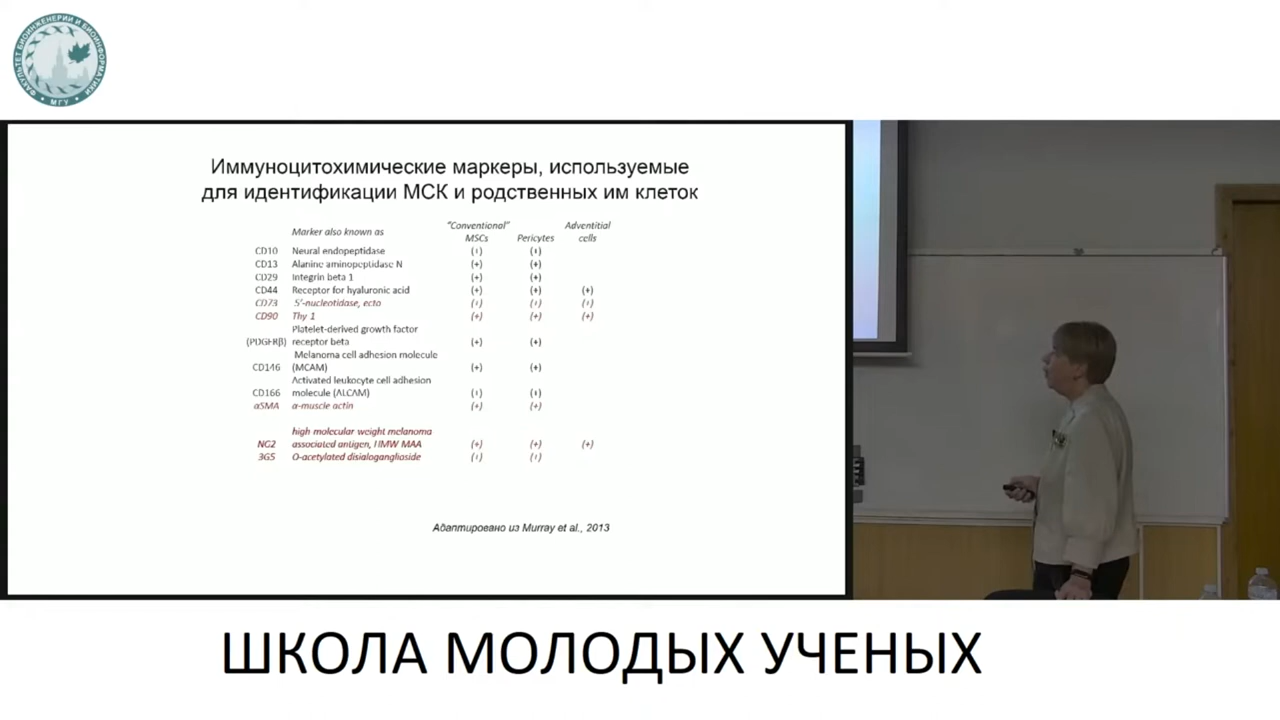 ФАКУЛЬТЕТ БИОИНЖЕНЕРИИ И БИОИНФОРМАТИКИ
• МГУ •
Иммуноцитохимические маркеры, используемые
для идентификации МСК и родственных им клеток
Marker also known as
"Conventional" MSCs
Pericytes
Adventitial cells
CD10 Neural endopeptidase (+) (+)
CD13 Alanine aminopeptidase N (+) (+)
CD29 Integrin beta 1 (+) (+)
CD44 Receptor for hyaluronic acid (+) (+) (+)
CD73 5'-nucleotidase, ecto (+) (+) (+)
CD90 Thy 1 (+) (+) (+)
Platelet-derived growth factor
(PDGFRβ) receptor beta (+) (+)
Melanoma cell adhesion molecule
CD146 (MCAM) (+) (+)
Activated leukocyte cell adhesion
CD166 molecule (ALCAM) (+) (+)
αSMA α-muscle actin (+) (+)
high molecular weight melanoma
NG2 associated antigen, HMW MAA (+) (+) (+)
3G5 O-acetylated disialoganglioside (+) (+)
Адаптировано из Murray et al., 2013
ШКОЛА МОЛОДЫХ УЧЕНЫХ